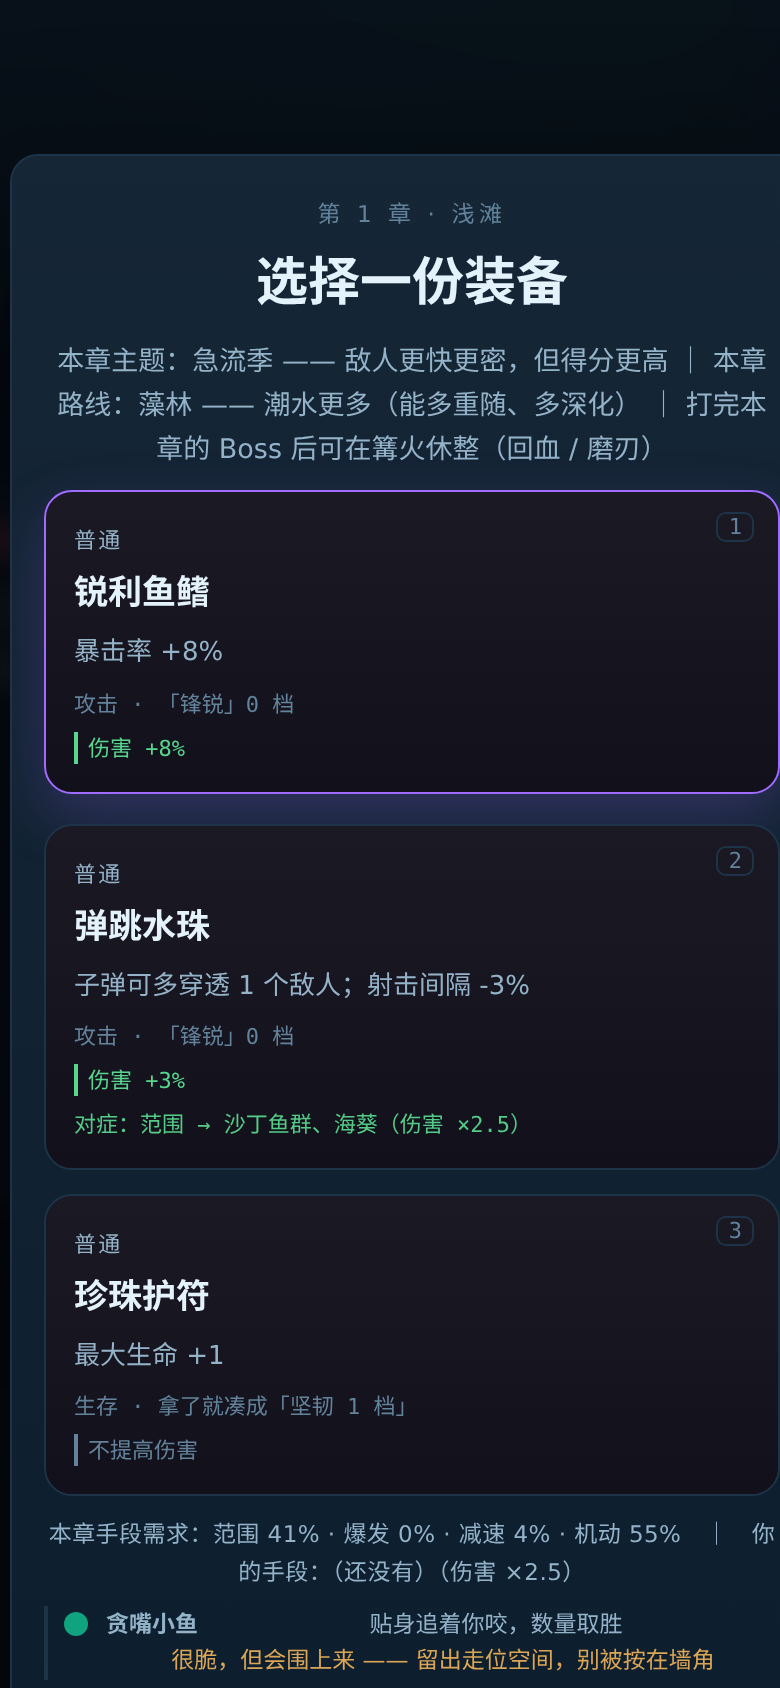 第 1 章 · 浅滩
选择一份装备
本章主题：急流季 —— 敌人更快更密，但得分更高 ｜ 本章
路线：藻林 —— 潮水更多（能多重随、多深化） ｜ 打完本
章的 Boss 后可在篝火休整（回血 / 磨刃）
普通
1
锐利鱼鳍
暴击率 +8%
攻击 · 「锋锐」0 档
伤害 +8%
普通
2
弹跳水珠
子弹可多穿透 1 个敌人；射击间隔 -3%
攻击 · 「锋锐」0 档
伤害 +3%
对症：范围 → 沙丁鱼群、海葵（伤害 ×2.5）
普通
3
珍珠护符
最大生命 +1
生存 · 拿了就凑成「坚韧 1 档」
不提高伤害
本章手段需求：范围 41% · 爆发 0% · 减速 4% · 机动 55% ｜ 你
的手段：（还没有）（伤害 ×2.5）
贪嘴小鱼 贴身追着你咬，数量取胜
很脆，但会围上来 —— 留出走位空间，别被按在墙角